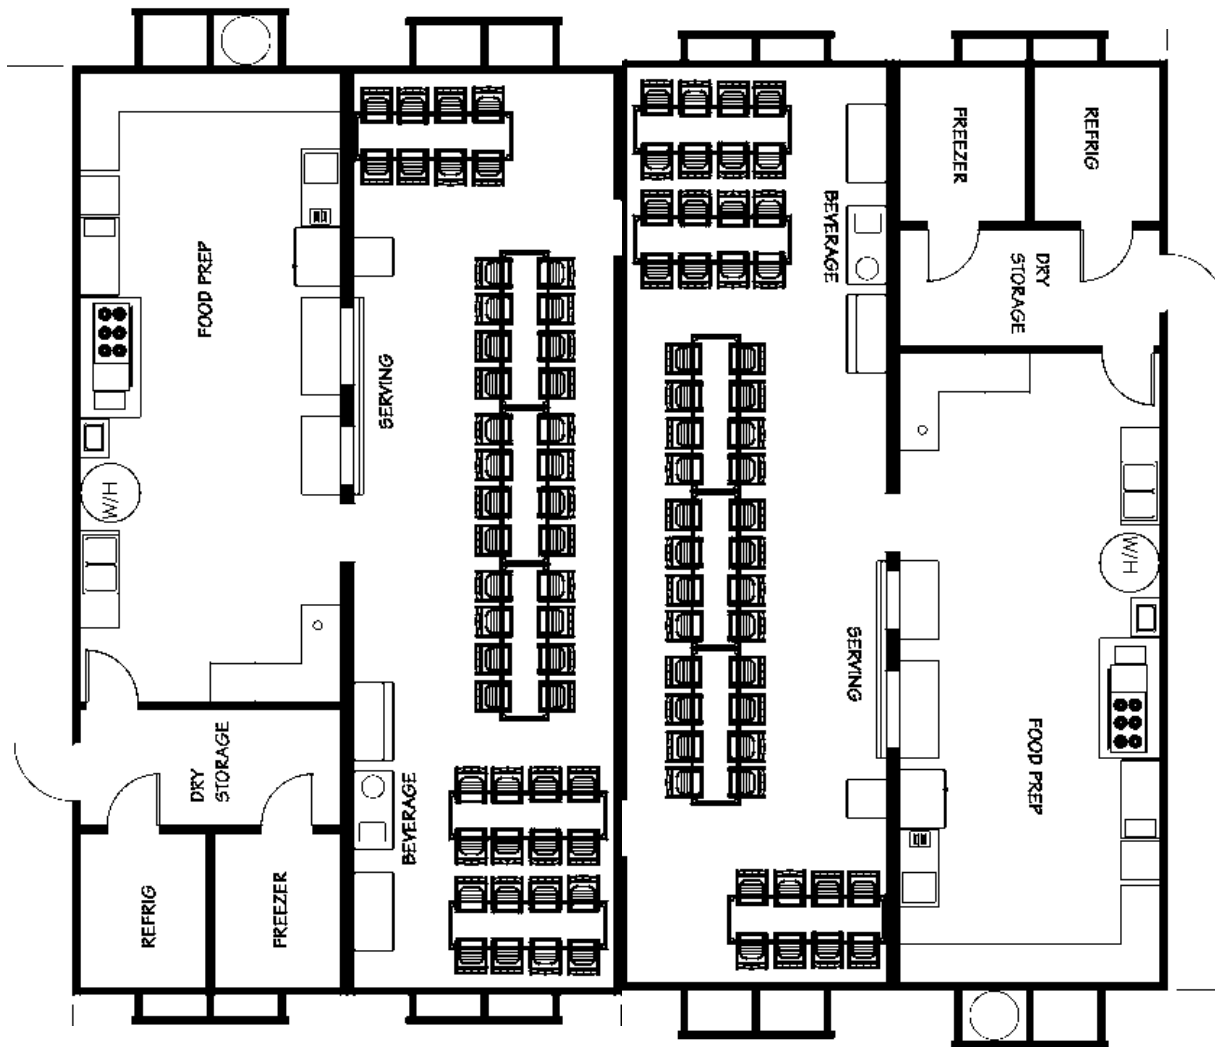 FOOD PREP
SERVING
W/H
DRY
STORAGE
REFRIG
FREEZER
BEVERAGE
FREEZER
REFRIG
BEVERAGE
DRY
STORAGE
W/H
SERVING
FOOD PREP